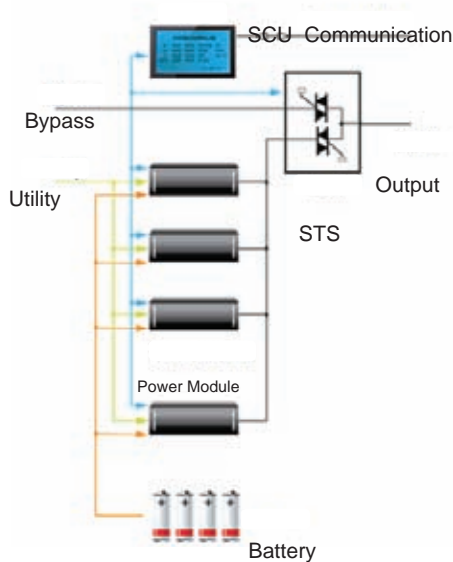 SCU Communication
Bypass
Output
Utility
STS
Power Module
Battery